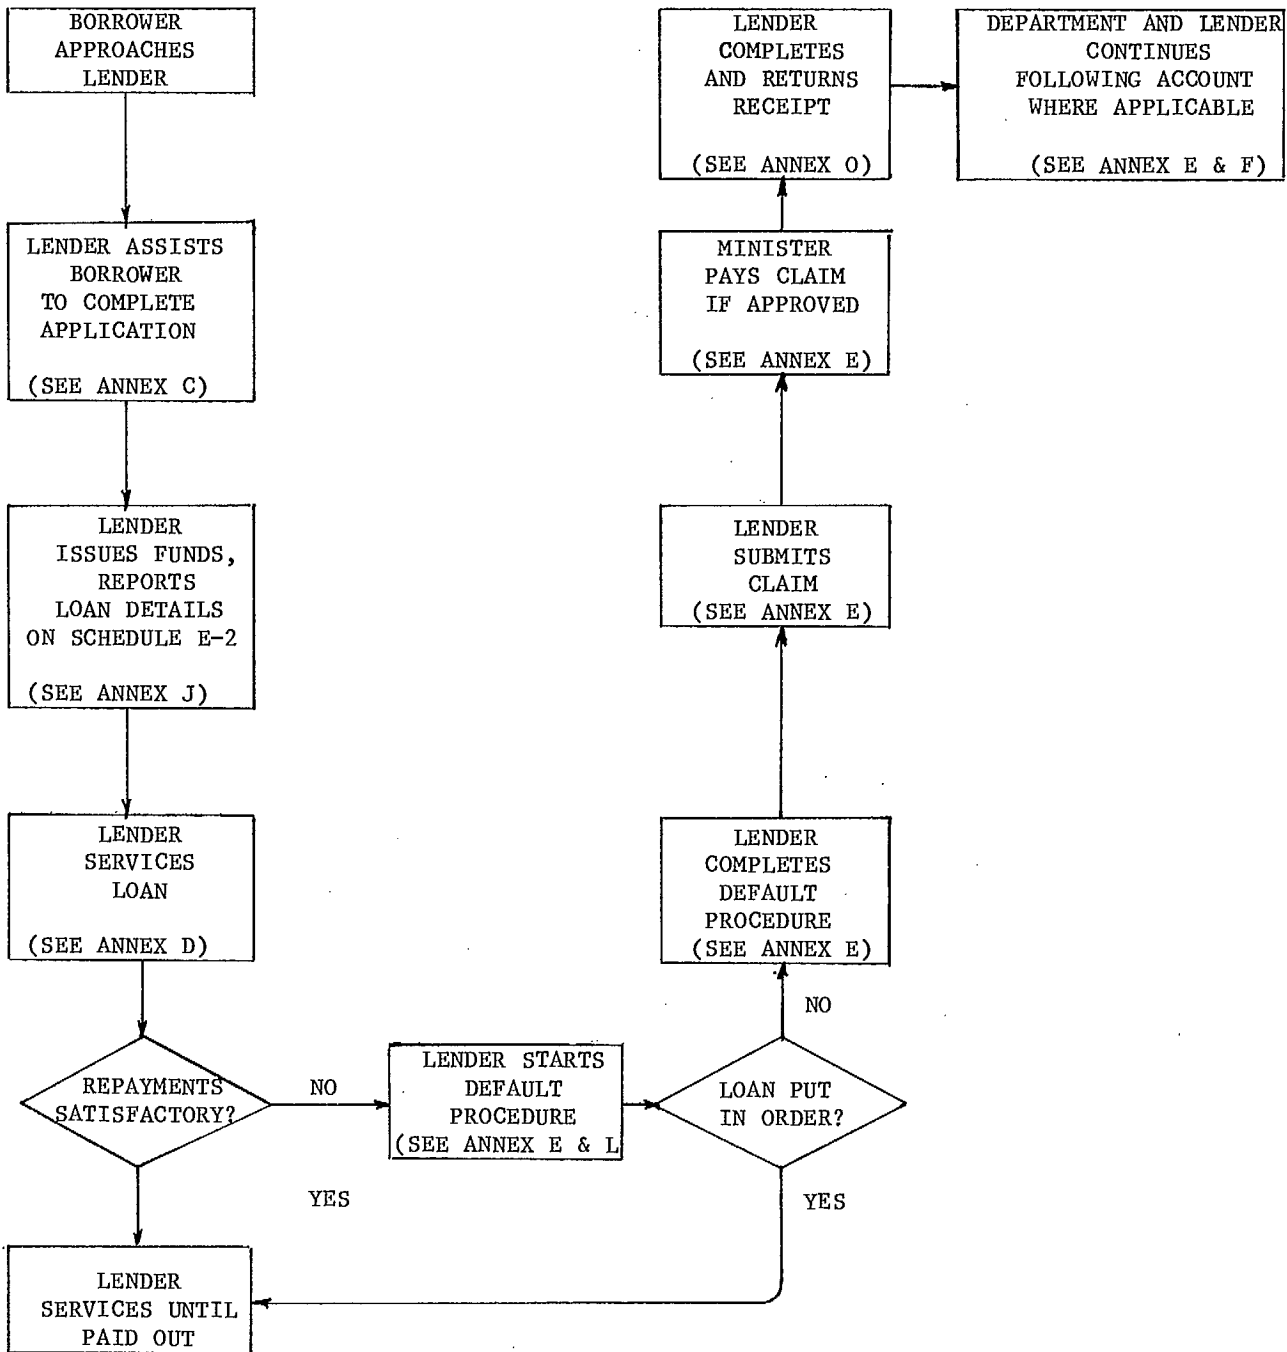 BORROWER
APPROACHES
LENDER
LENDER ASSISTS
BORROWER
TO COMPLETE
APPLICATION
(SEE ANNEX C)
LENDER
ISSUES FUNDS,
REPORTS
LOAN DETAILS
ON SCHEDULE E-2
(SEE ANNEX J)
LENDER
SERVICES
LOAN
(SEE ANNEX D)
REPAYMENTS
SATISFACTORY?
NO
YES
LENDER
SERVICES UNTIL
PAID OUT
LENDER STARTS
DEFAULT
PROCEDURE
(SEE ANNEX E & L
LOAN PUT
IN ORDER?
YES
NO
LENDER
COMPLETES
DEFAULT
PROCEDURE
(SEE ANNEX E)
LENDER
SUBMITS
CLAIM
(SEE ANNEX E)
MINISTER
PAYS CLAIM
IF APPROVED
(SEE ANNEX E)
LENDER
COMPLETES
AND RETURNS
RECEIPT
(SEE ANNEX O)
DEPARTMENT AND LENDER
CONTINUES
FOLLOWING ACCOUNT
WHERE APPLICABLE
(SEE ANNEX E & F)